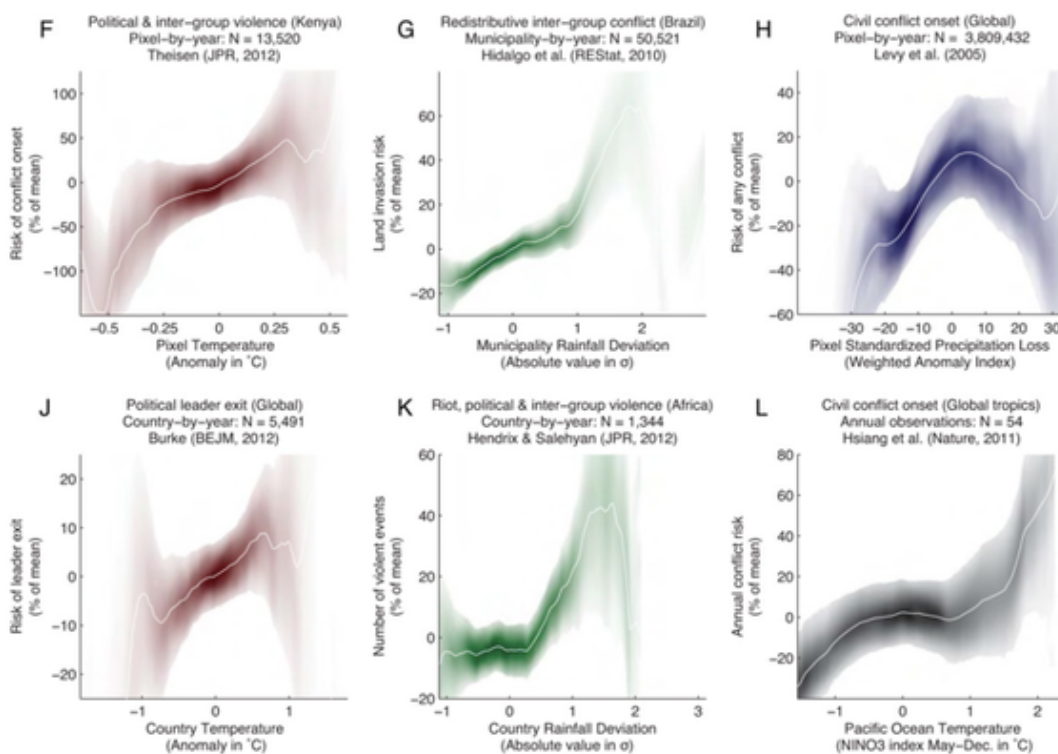 F
Political & inter-group violence (Kenya)
Pixel-by-year: N = 13,520
Theisen (JPR, 2012)
Risk of conflict onset
(% of mean)
100
50
0
−50
−100
−0.5
−0.25
0
0.25
0.5
Pixel Temperature
(Anomaly in ˚C)
G
Redistributive inter-group conflict (Brazil)
Municipality-by-year: N = 50,521
Hidalgo et al. (REStat, 2010)
Land invasion risk
(% of mean)
60
40
20
0
−20
−1
0
1
2
Municipality Rainfall Deviation
(Absolute value in σ)
H
Civil conflict onset (Global)
Pixel-by-year: N = 3,809,432
Levy et al. (2005)
Risk of any conflict
(% of mean)
40
20
0
−20
−40
−60
−30
−20
−10
0
10
20
30
Pixel Standardized Precipitation Loss
(Weighted Anomaly Index)
J
Political leader exit (Global)
Country-by-year: N = 5,491
Burke (BEJM, 2012)
Risk of leader exit
(% of mean)
20
10
0
−10
−20
−1
0
1
Country Temperature
(Anomaly in ˚C)
K
Riot, political & inter-group violence (Africa)
Country-by-year: N = 1,344
Hendrix & Salehyan (JPR, 2012)
Number of violent events
(% of mean)
60
40
20
0
−20
−1
0
1
2
3
Country Rainfall Deviation
(Absolute value in σ)
L
Civil conflict onset (Global tropics)
Annual observations: N = 54
Hsiang et al. (Nature, 2011)
Annual conflict risk
(% of mean)
80
60
40
20
0
−20
−1
0
1
2
Pacific Ocean Temperature
(NINO3 index May−Dec. in ˚C)